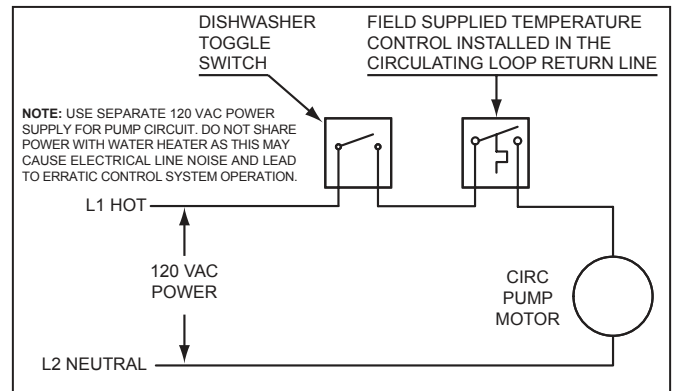 DISHWASHER
TOGGLE
SWITCH
FIELD SUPPLIED TEMPERATURE
CONTROL INSTALLED IN THE
CIRCULATING LOOP RETURN LINE
NOTE: USE SEPARATE 120 VAC POWER
SUPPLY FOR PUMP CIRCUIT. DO NOT SHARE
POWER WITH WATER HEATER AS THIS MAY
CAUSE ELECTRICAL LINE NOISE AND LEAD
TO ERRATIC CONTROL SYSTEM OPERATION.
L1 HOT
120 VAC
POWER
CIRC
PUMP
MOTOR
L2 NEUTRAL